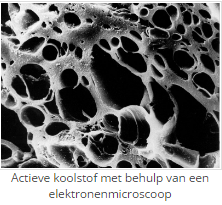 Actieve koolstof met behulp van een
elektronenmicroscoop